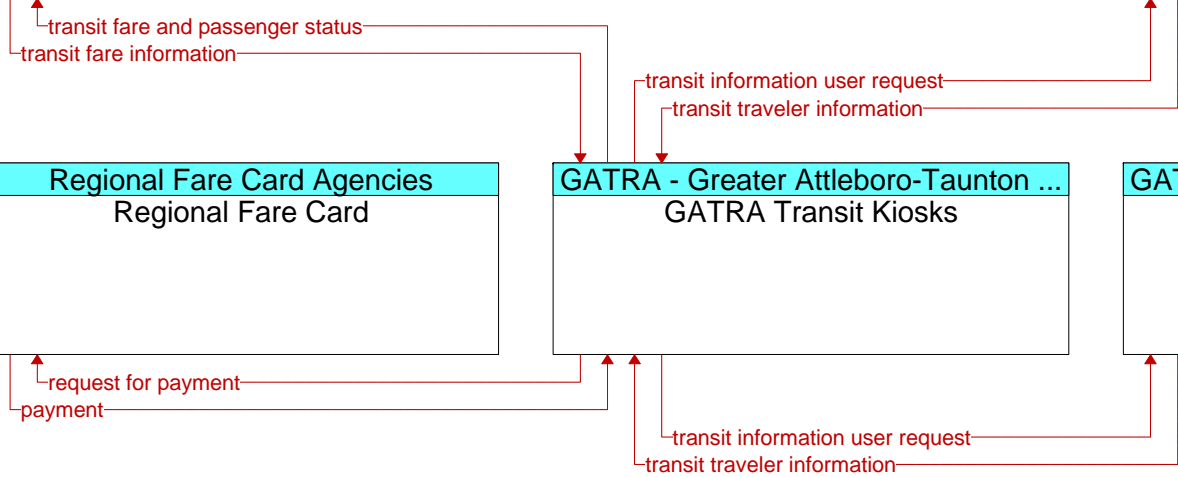 transit fare and passenger status
transit fare information
transit information user request
transit traveler information
Regional Fare Card Agencies
Regional Fare Card
GATRA - Greater Attleboro-Taunton ...
GATRA Transit Kiosks
request for payment
payment
transit information user request
transit traveler information